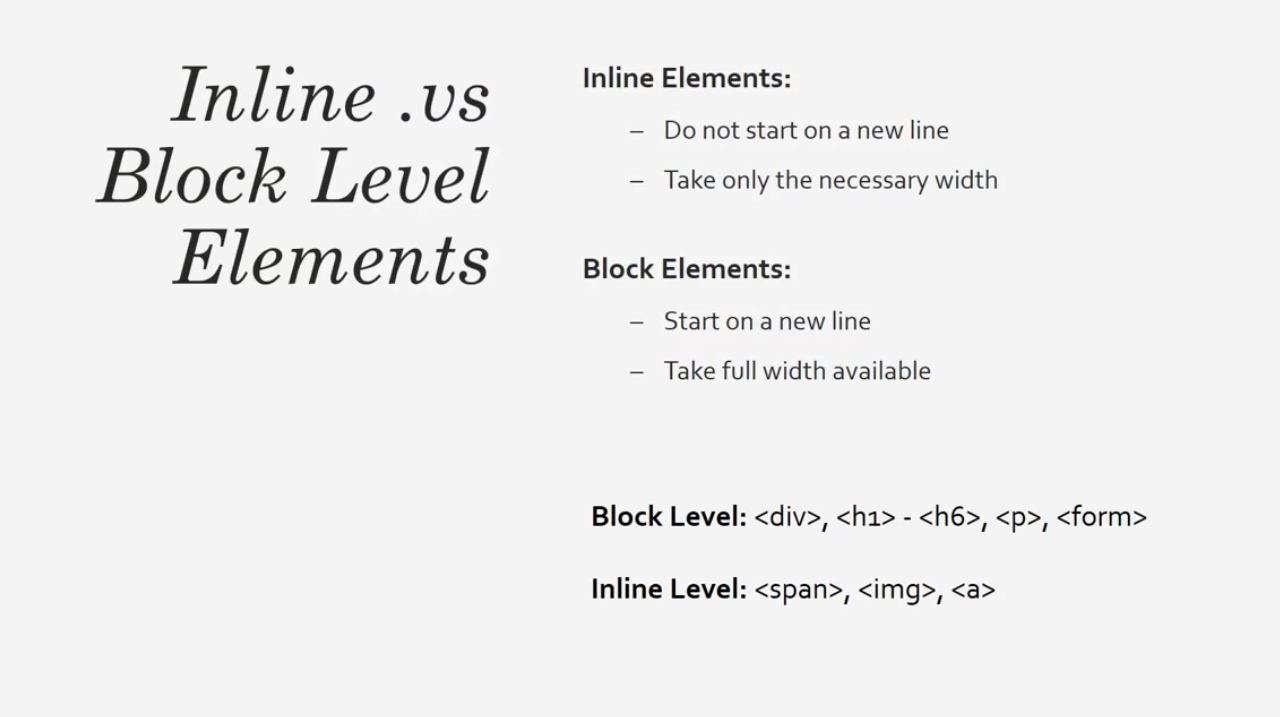 Inline .vs
Block Level
Elements
Inline Elements:
– Do not start on a new line
– Take only the necessary width
Block Elements:
– Start on a new line
– Take full width available
Block Level: <div>, <h1> - <h6>, <p>, <form>
Inline Level: <span>, <img>, <a>